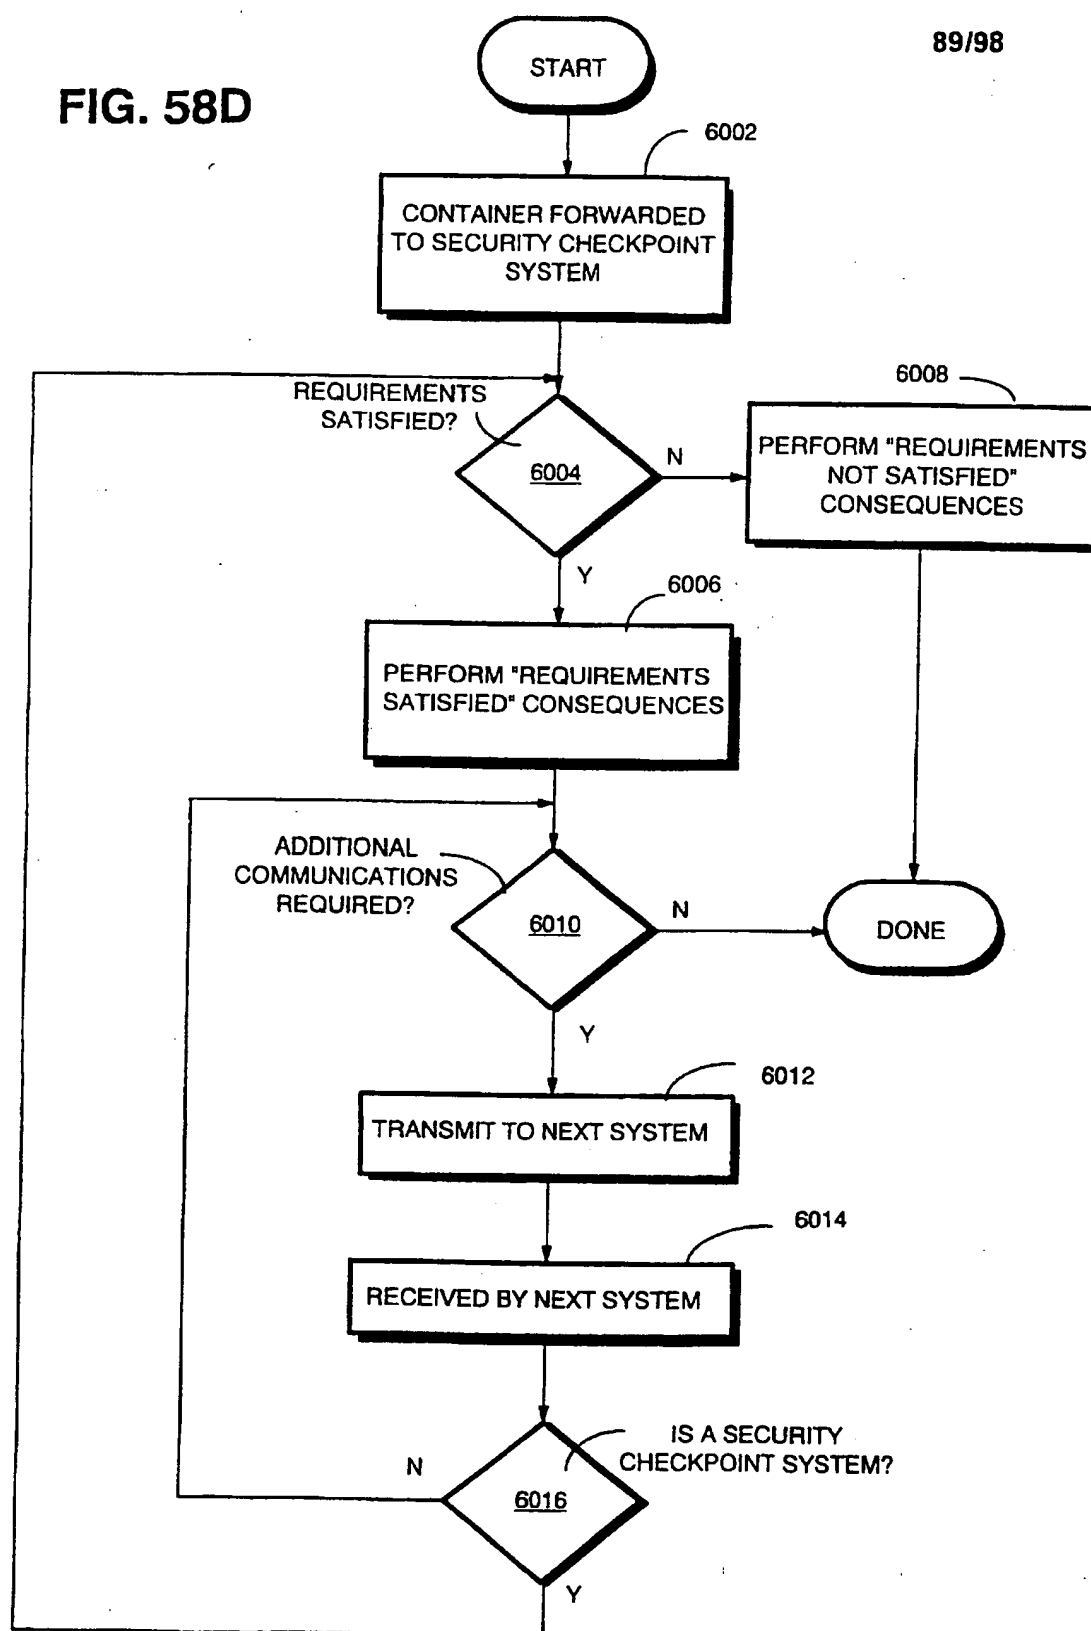 89/98
FIG. 58D
START
6002
CONTAINER FORWARDED
TO SECURITY CHECKPOINT
SYSTEM
REQUIREMENTS
SATISFIED?
6004
N
6008
PERFORM "REQUIREMENTS
NOT SATISFIED"
CONSEQUENCES
Y
6006
PERFORM "REQUIREMENTS
SATISFIED" CONSEQUENCES
ADDITIONAL
COMMUNICATIONS
REQUIRED?
6010
N
DONE
Y
6012
TRANSMIT TO NEXT SYSTEM
6014
RECEIVED BY NEXT SYSTEM
IS A SECURITY
CHECKPOINT SYSTEM?
N
6016
Y